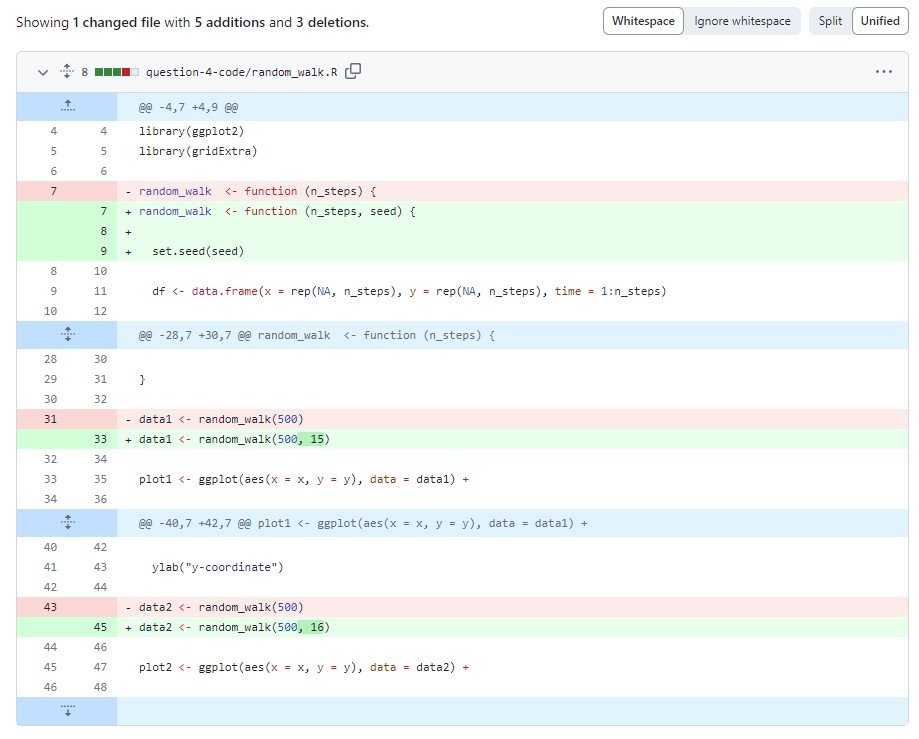 Showing 1 changed file with 5 additions and 3 deletions.
Whitespace Ignore whitespace Split Unified
8 question-4-code/random_walk.R
@@ -4,7 +4,9 @@
4 4 library(ggplot2)
5 5 library(gridExtra)
6 6
7 - random_walk  <- function (n_steps) {
7 + random_walk  <- function (n_steps, seed) {
8 +
9 +   set.seed(seed)
8 10
9 11   df <- data.frame(x = rep(NA, n_steps), y = rep(NA, n_steps), time = 1:n_steps)
10 12
@@ -28,7 +30,7 @@ random_walk  <- function (n_steps) {
28 30
29 31 }
30 32
31 - data1 <- random_walk(500)
33 + data1 <- random_walk(500, 15)
32 34
33 35 plot1 <- ggplot(aes(x = x, y = y), data = data1) +
34 36
@@ -40,7 +42,7 @@ plot1 <- ggplot(aes(x = x, y = y), data = data1) +
40 42
41 43   ylab("y-coordinate")
42 44
43 - data2 <- random_walk(500)
45 + data2 <- random_walk(500, 16)
44 46
45 47 plot2 <- ggplot(aes(x = x, y = y), data = data2) +
46 48